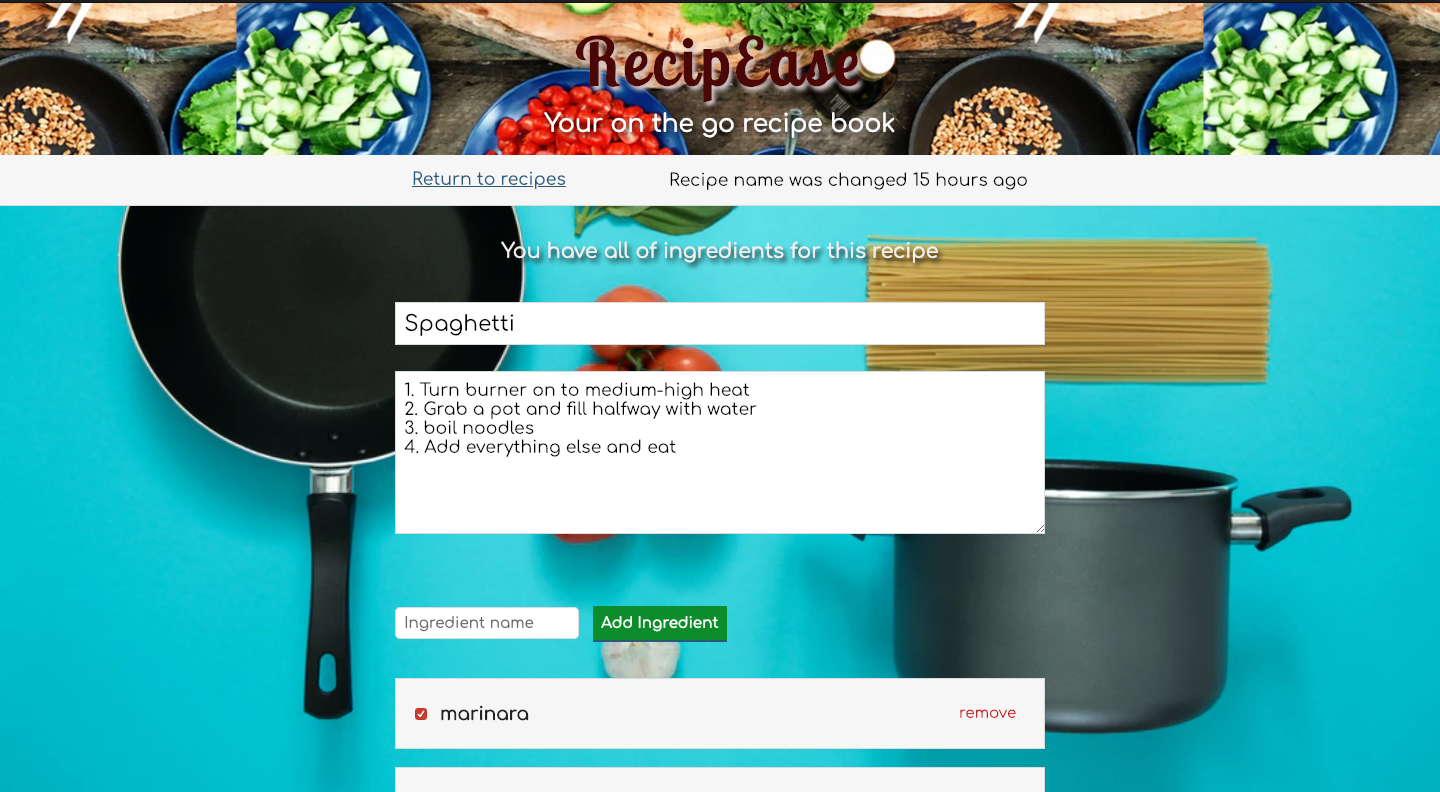 RecipEase
Your on the go recipe book
Return to recipes
Recipe name was changed 15 hours ago
You have all of ingredients for this recipe
Spaghetti
1. Turn burner on to medium-high heat
2. Grab a pot and fill halfway with water
3. boil noodles
4. Add everything else and eat
Ingredient name
Add Ingredient
marinara
remove